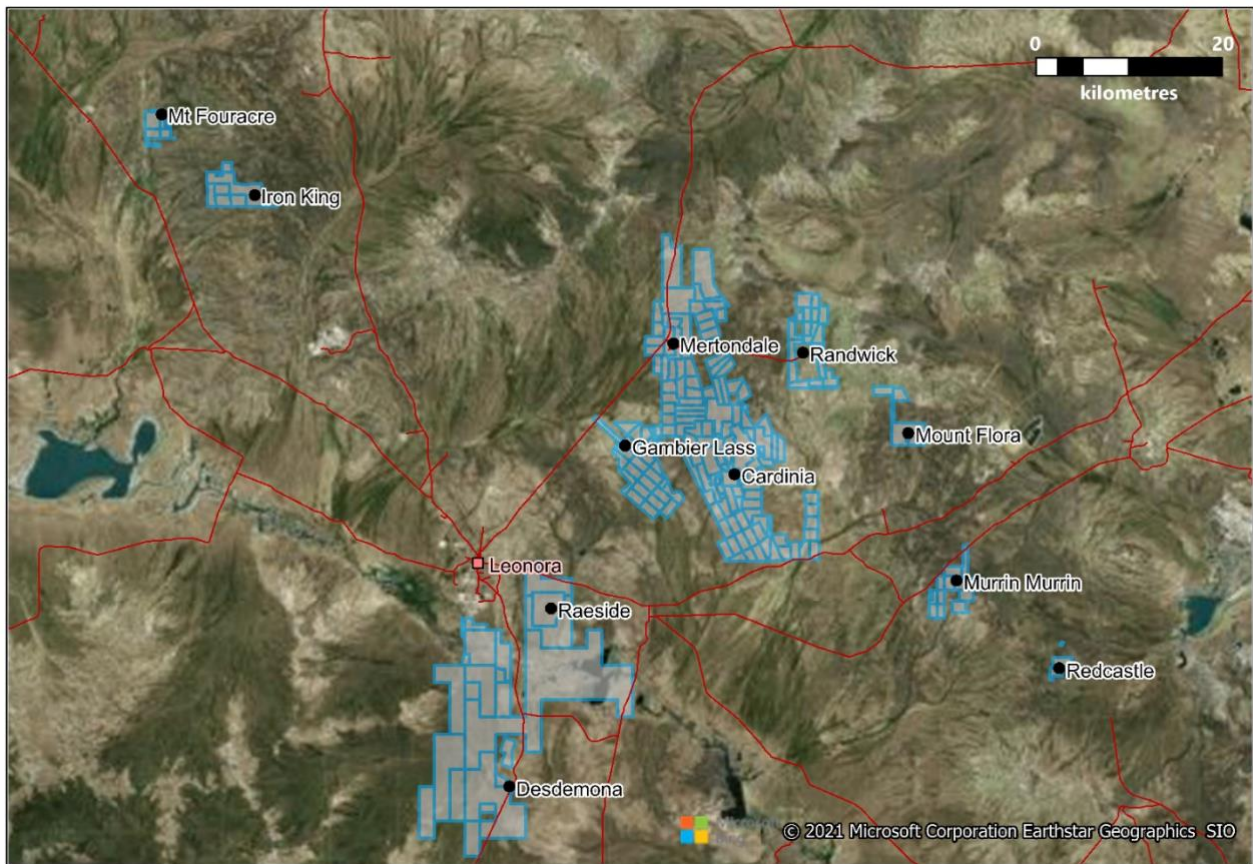 0 20
kilometres
Mt Fouracre
Iron King
Mertondale
Randwick
Mount Flora
Gambier Lass
Cardinia
Leonora
Murrin Murrin
Raeside
Redcastle
Desdemona
© 2021 Microsoft Corporation Earthstar Geographics SIO